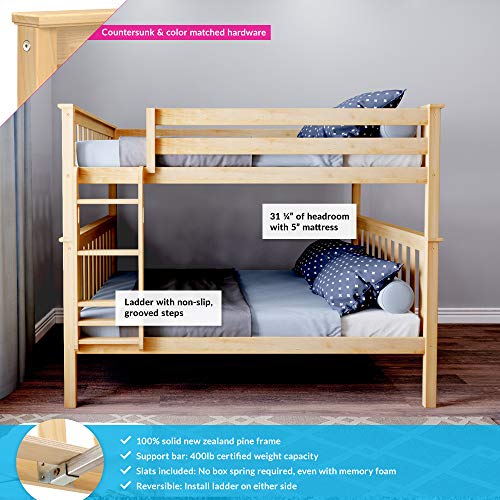 Countersunk & color matched hardware
31 ¼" of headroom
with 5" mattress
Ladder with non-slip,
grooved steps
100% solid new zealand pine frame
Support bar: 400lb certified weight capacity
Slats included: No box spring required, even with memory foam
Reversible: Install ladder on either side